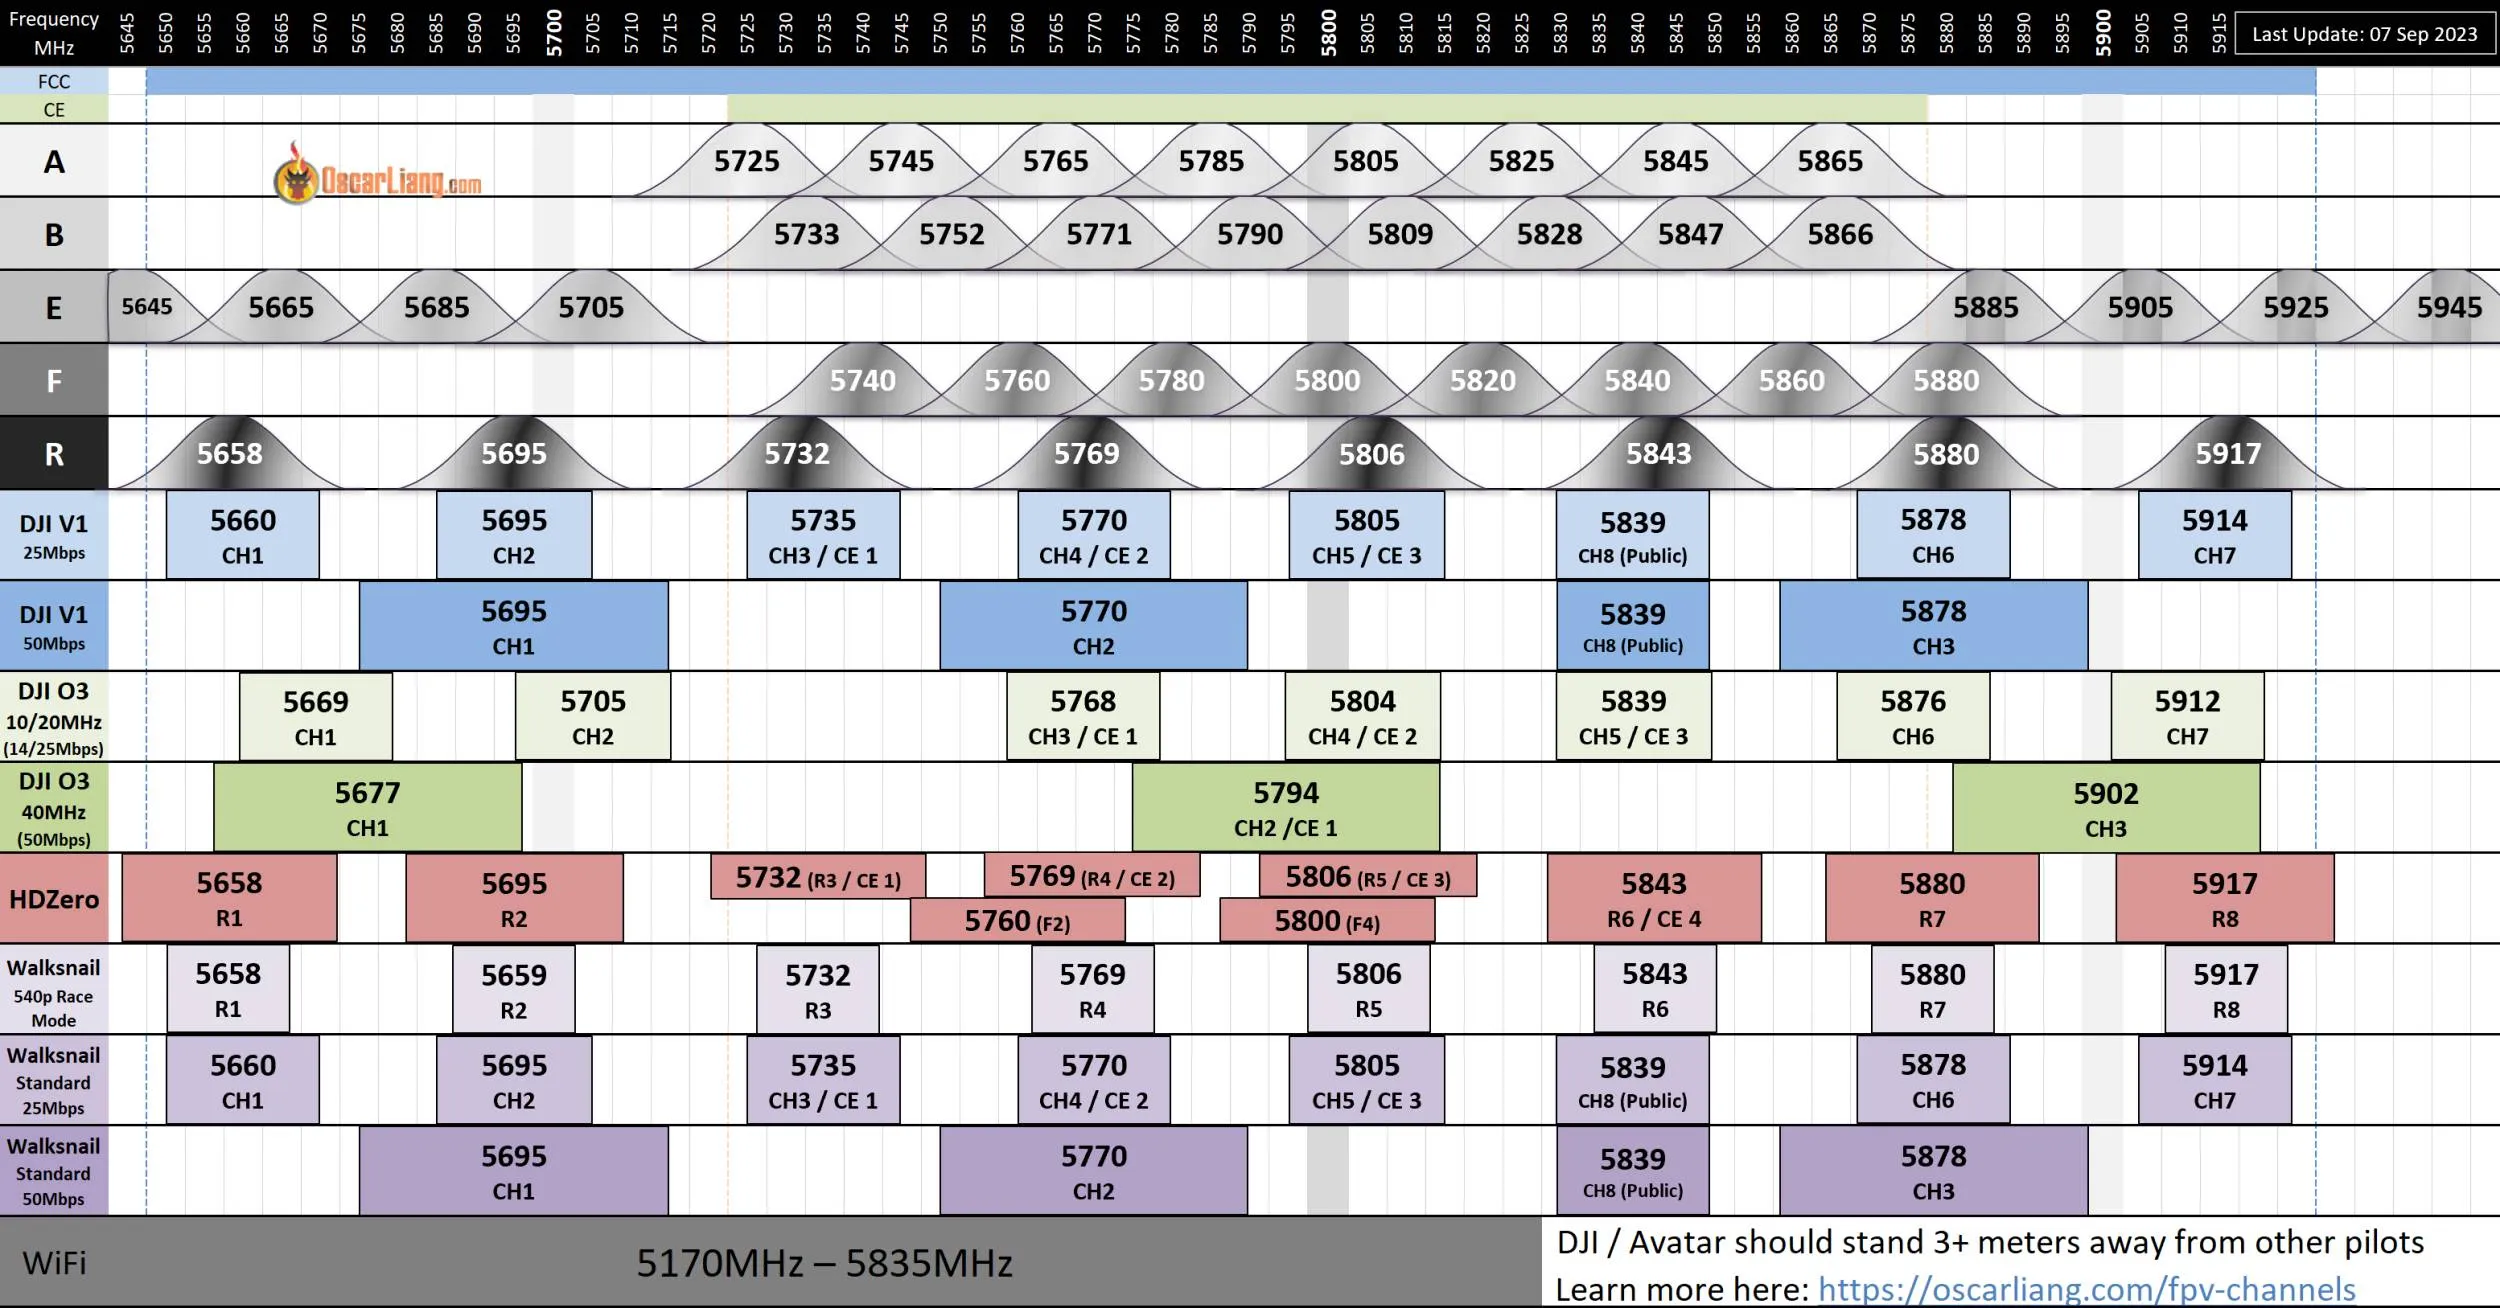 Frequency MHz 5645 5650 5655 5660 5665 5670 5675 5680 5685 5690 5695 5700 5705 5710 5715 5720 5725 5730 5735 5740 5745 5750 5755 5760 5765 5770 5775 5780 5785 5790 5795 5800 5805 5810 5815 5820 5825 5830 5835 5840 5845 5850 5855 5860 5865 5870 5875 5880 5885 5890 5895 5900 5905 5910 5915 Last Update: 07 Sep 2023
FCC
CE
OscarLiang.com
A 5725 5745 5765 5785 5805 5825 5845 5865
B 5733 5752 5771 5790 5809 5828 5847 5866
E 5645 5665 5685 5705 5885 5905 5925 5945
F 5740 5760 5780 5800 5820 5840 5860 5880
R 5658 5695 5732 5769 5806 5843 5880 5917
DJI V1 5660 5695 5735 5770 5805 5839 5878 5914
25Mbps CH1 CH2 CH3 / CE 1 CH4 / CE 2 CH5 / CE 3 CH8 (Public) CH6 CH7
DJI V1 5695 5770 5839 5878
50Mbps CH1 CH2 CH8 (Public) CH3
DJI O3 5669 5705 5768 5804 5839 5876 5912
10/20MHz CH1 CH2 CH3 / CE 1 CH4 / CE 2 CH5 / CE 3 CH6 CH7
(14/25Mbps)
DJI O3 5677 5794 5902
40MHz CH1 CH2 /CE 1 CH3
(50Mbps)
HDZero 5658 5695 5732 (R3 / CE 1) 5769 (R4 / CE 2) 5806 (R5 / CE 3) 5843 5880 5917
R1 R2 5760 (F2) 5800 (F4) R6 / CE 4 R7 R8
Walksnail 5658 5659 5732 5769 5806 5843 5880 5917
540p Race R1 R2 R3 R4 R5 R6 R7 R8
Mode
Walksnail 5660 5695 5735 5770 5805 5839 5878 5914
Standard CH1 CH2 CH3 / CE 1 CH4 / CE 2 CH5 / CE 3 CH8 (Public) CH6 CH7
25Mbps
Walksnail 5695 5770 5839 5878
Standard CH1 CH2 CH8 (Public) CH3
50Mbps
WiFi 5170MHz – 5835MHz
DJI / Avatar should stand 3+ meters away from other pilots
Learn more here: https://oscarliang.com/fpv-channels